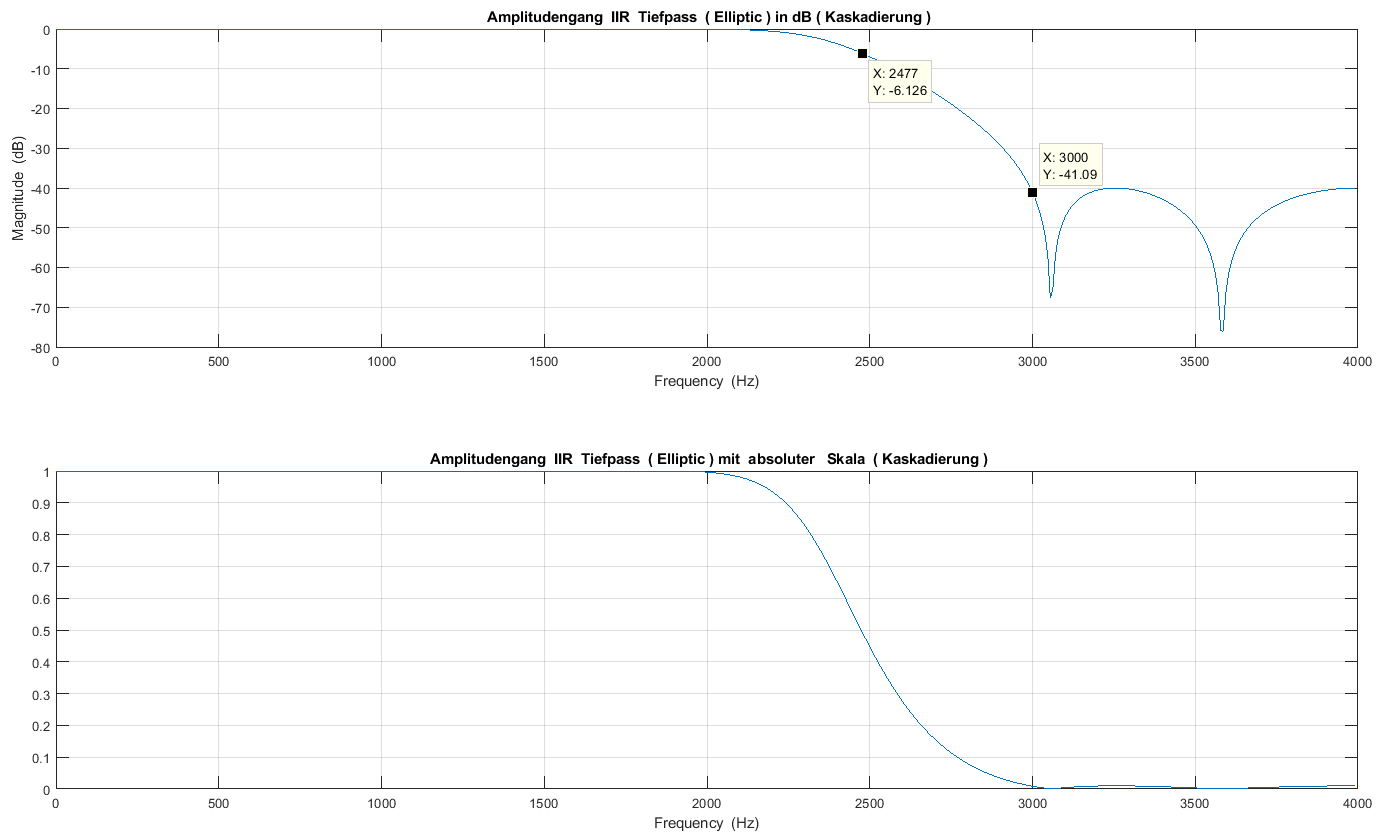 Amplitudengang IIR Tiefpass ( Elliptic ) in dB ( Kaskadierung )
0
-10
-20
-30
-40
-50
-60
-70
-80
Magnitude (dB)
X: 2477
Y: -6.126
X: 3000
Y: -41.09
0 500 1000 1500 2000 2500 3000 3500 4000
Frequency (Hz)
Amplitudengang IIR Tiefpass ( Elliptic ) mit absoluter Skala ( Kaskadierung )
1
0.9
0.8
0.7
0.6
0.5
0.4
0.3
0.2
0.1
0
0 500 1000 1500 2000 2500 3000 3500 4000
Frequency (Hz)